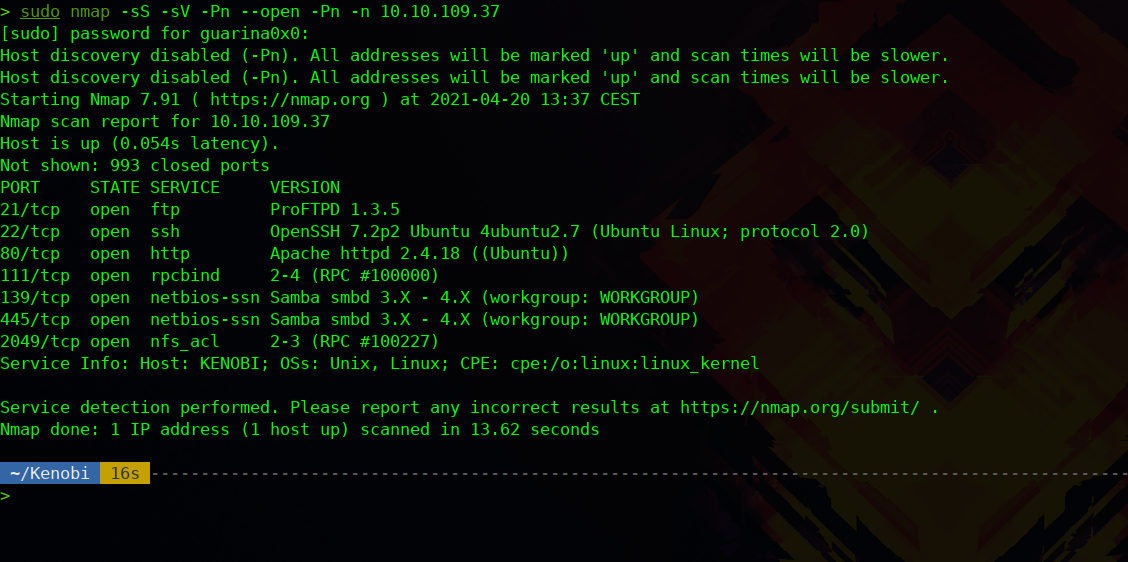 > sudo nmap -sS -sV -Pn --open -Pn -n 10.10.109.37
[sudo] password for guarina0x0:
Host discovery disabled (-Pn). All addresses will be marked 'up' and scan times will be slower.
Host discovery disabled (-Pn). All addresses will be marked 'up' and scan times will be slower.
Starting Nmap 7.91 ( https://nmap.org ) at 2021-04-20 13:37 CEST
Nmap scan report for 10.10.109.37
Host is up (0.054s latency).
Not shown: 993 closed ports
PORT     STATE SERVICE     VERSION
21/tcp   open  ftp         ProFTPD 1.3.5
22/tcp   open  ssh         OpenSSH 7.2p2 Ubuntu 4ubuntu2.7 (Ubuntu Linux; protocol 2.0)
80/tcp   open  http        Apache httpd 2.4.18 ((Ubuntu))
111/tcp  open  rpcbind     2-4 (RPC #100000)
139/tcp  open  netbios-ssn Samba smbd 3.X - 4.X (workgroup: WORKGROUP)
445/tcp  open  netbios-ssn Samba smbd 3.X - 4.X (workgroup: WORKGROUP)
2049/tcp open  nfs_acl     2-3 (RPC #100227)
Service Info: Host: KENOBI; OSs: Unix, Linux; CPE: cpe:/o:linux:linux_kernel
Service detection performed. Please report any incorrect results at https://nmap.org/submit/ .
Nmap done: 1 IP address (1 host up) scanned in 13.62 seconds
~/Kenobi 16s --------------------------------------------------------------------------------------------------
>